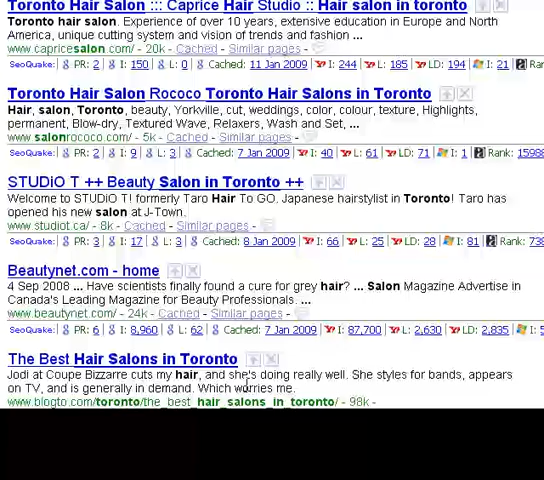 Toronto Hair Salon ::: Caprice Hair Studio :: Hair salon in toronto
Toronto hair salon. Experience of over 10 years, extensive education in Europe and North
America, unique cutting system and vision of trends and fashion ...
www.capricesalon.com/ - 20k - Cached - Similar pages -
SeoQuake: PR: 2 | I: 150 | L: 0 | Cached: 11 Jan 2009 | I: 244 | L: 185 | LD: 194 | I: 21 | Ra
Toronto Hair Salon Rococo Toronto Hair Salons in Toronto
Hair, salon, Toronto, beauty, Yorkville, cut, weddings, color, colour, texture, Highlights,
permanent, Blow-dry, Textured Wave, Relaxers, Wash and Set, ...
www.salonrococo.com/ - 5k - Cached - Similar pages -
SeoQuake: PR: 2 | I: 9 | L: 3 | Cached: 7 Jan 2009 | I: 40 | L: 61 | LD: 71 | I: 1 | Rank: 15988
STUDiO T ++ Beauty Salon in Toronto ++
Welcome to STUDiO T! formerly Taro Hair To GO. Japanese hairstylist in Toronto! Taro has
opened his new salon at J-Town.
www.studiot.ca/ - 8k - Cached - Similar pages -
SeoQuake: PR: 3 | I: 17 | L: 3 | Cached: 8 Jan 2009 | I: 66 | L: 25 | LD: 28 | I: 81 | Rank: 738
Beautynet.com - home
4 Sep 2008 ... Have scientists finally found a cure for grey hair? ... Salon Magazine Advertise in
Canada's Leading Magazine for Beauty Professionals. ...
www.beautynet.com/ - 24k - Cached - Similar pages -
SeoQuake: PR: 6 | I: 8,960 | L: 62 | Cached: 7 Jan 2009 | I: 87,700 | L: 2,630 | LD: 2,835 | I: 5
The Best Hair Salons in Toronto
Jodi at Coupe Bizzarre cuts my hair, and she's doing really well. She styles for bands, appears
on TV, and is generally in demand. Which worries me.
www.blogto.com/toronto/the_best_hair_salons_in_toronto/ - 98k -